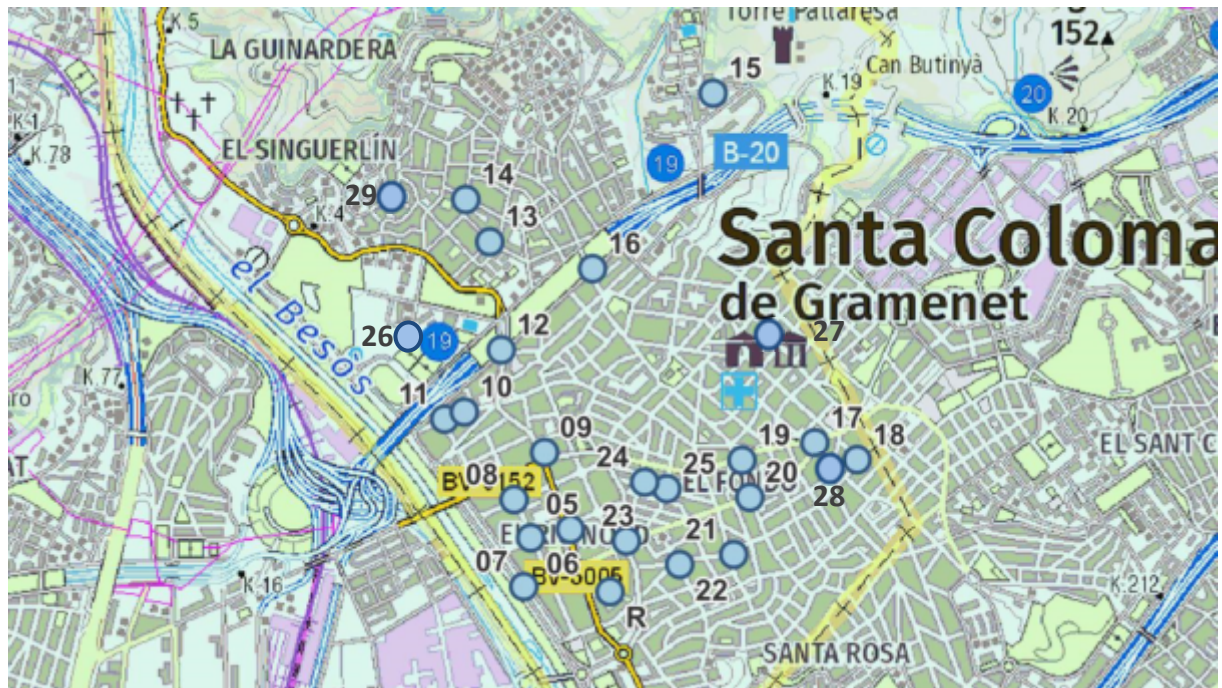 K.5
Torre Pallaresa
152
LA GUINARDERA
15
Can Butinyà
K. 19
20
K. 20
K.1
K.78
EL SINGUERLÍN
19
B-20
29
K. 4
14
13
16
Santa Coloma
de Gramenet
el Besòs
26
19
12
27
K.77
11
10
09
17
18
19
EL SANT C
24
25
20
28
08
EL FONDO
05
23
21
07
06
22
K.16
BV-5005
R
K.212
SANTA ROSA